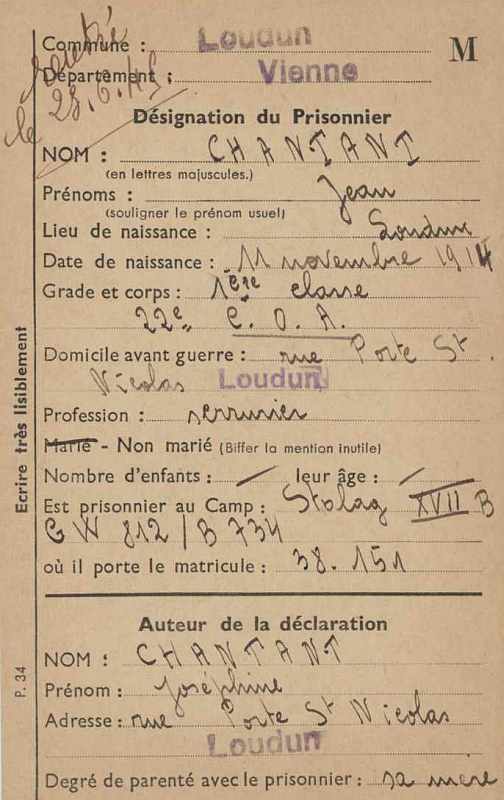 Commune : Loudun
M
Département : Vienne
rentré
le 28.6.45
Désignation du Prisonnier
NOM : CHANTANT
(en lettres majuscules.)
Prénoms : Jean
(souligner le prénom usuel)
Lieu de naissance : Loudun
Date de naissance : 11 novembre 1914
Grade et corps : 1ère classe
22e C.O.A.
Domicile avant guerre : rue Porte St
Nicolas Loudun
Profession : serrurier
Marié - Non marié (Biffer la mention inutile)
Nombre d'enfants : / leur âge : /
Est prisonnier au Camp : Stalag XVII B
GW 812 / B 734
où il porte le matricule : 38.151
Auteur de la déclaration
NOM : CHANTANT
Prénom : Joséphine
Adresse : rue Porte St Nicolas
Loudun
Degré de parenté avec le prisonnier : sa mère
Ecrire très lisiblement
P. 34